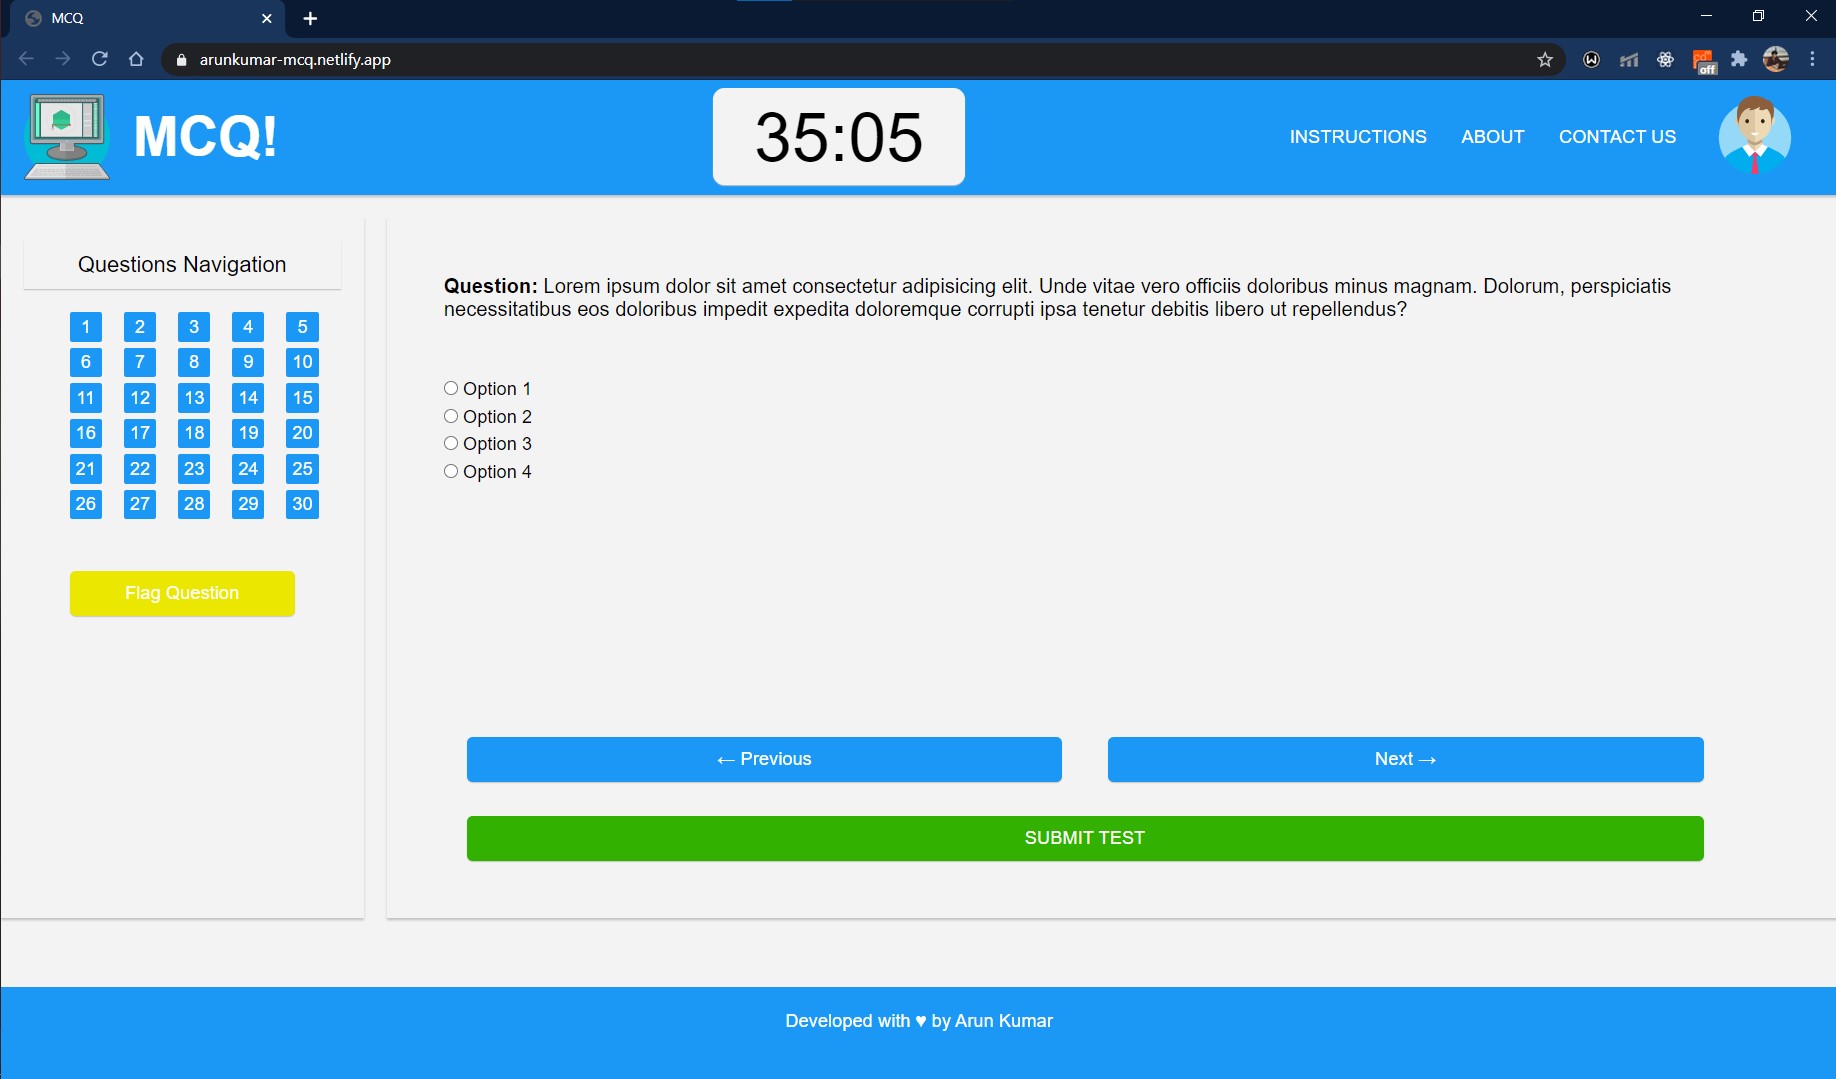 MCQ
arunkumar-mcq.netlify.app
off
MCQ!
35:05
INSTRUCTIONS ABOUT CONTACT US
Questions Navigation
1 2 3 4 5
6 7 8 9 10
11 12 13 14 15
16 17 18 19 20
21 22 23 24 25
26 27 28 29 30
Flag Question
Question: Lorem ipsum dolor sit amet consectetur adipisicing elit. Unde vitae vero officiis doloribus minus magnam. Dolorum, perspiciatis
necessitatibus eos doloribus impedit expedita doloremque corrupti ipsa tenetur debitis libero ut repellendus?
Option 1
Option 2
Option 3
Option 4
← Previous
Next →
SUBMIT TEST
Developed with ♥ by Arun Kumar